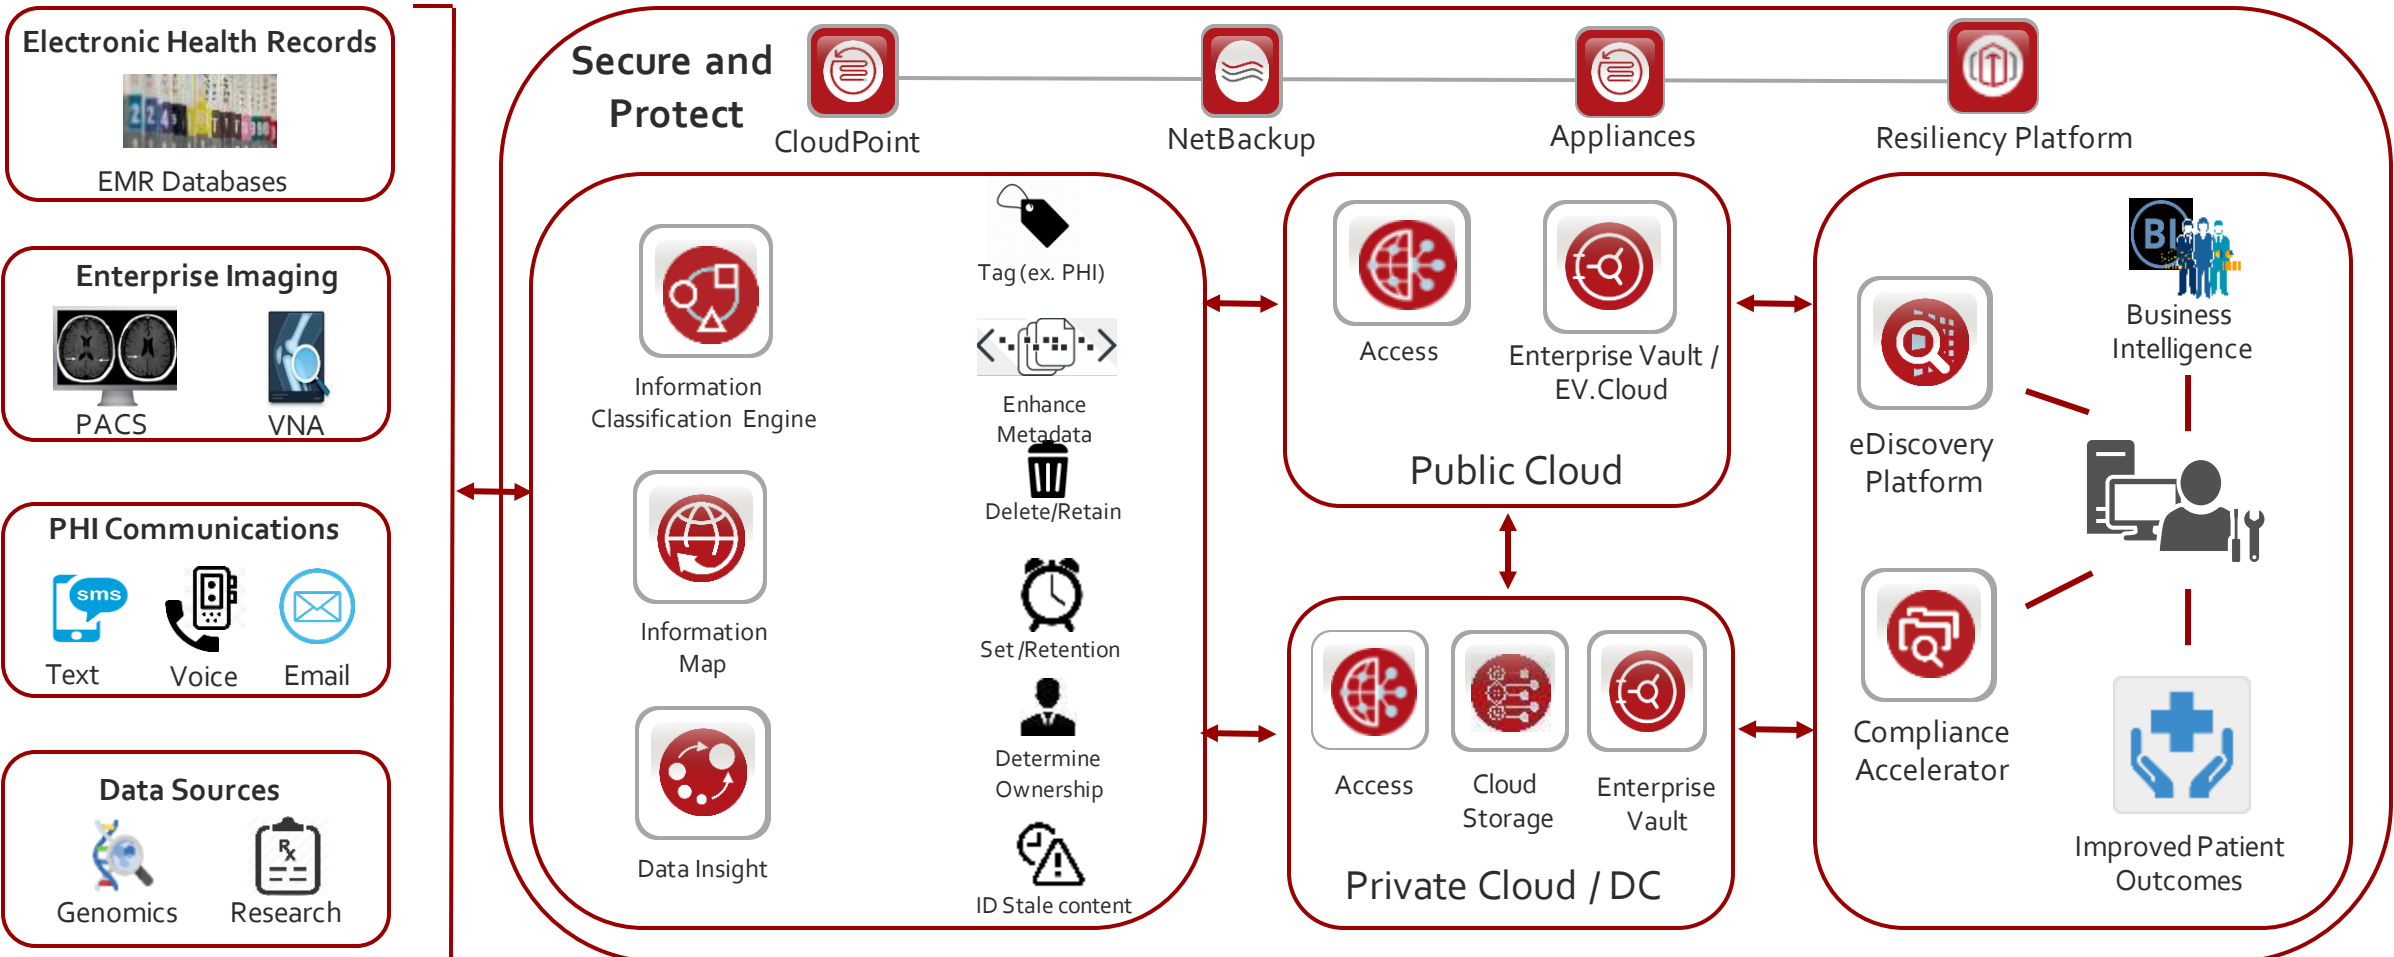 Electronic Health Records
EMR Databases
Enterprise Imaging
PACS
VNA
PHI Communications
sms
Text
Voice
Email
Data Sources
Rx
Genomics
Research
Secure and
Protect
CloudPoint
NetBackup
Appliances
Resiliency Platform
Information
Classification Engine
Information
Map
Data Insight
Tag (ex. PHI)
Enhance
Metadata
Delete/Retain
Set /Retention
Determine
Ownership
ID Stale content
Access
Enterprise Vault /
EV.Cloud
Public Cloud
Access
Cloud
Storage
Enterprise
Vault
Private Cloud / DC
eDiscovery
Platform
Compliance
Accelerator
BI
Business
Intelligence
Improved Patient
Outcomes